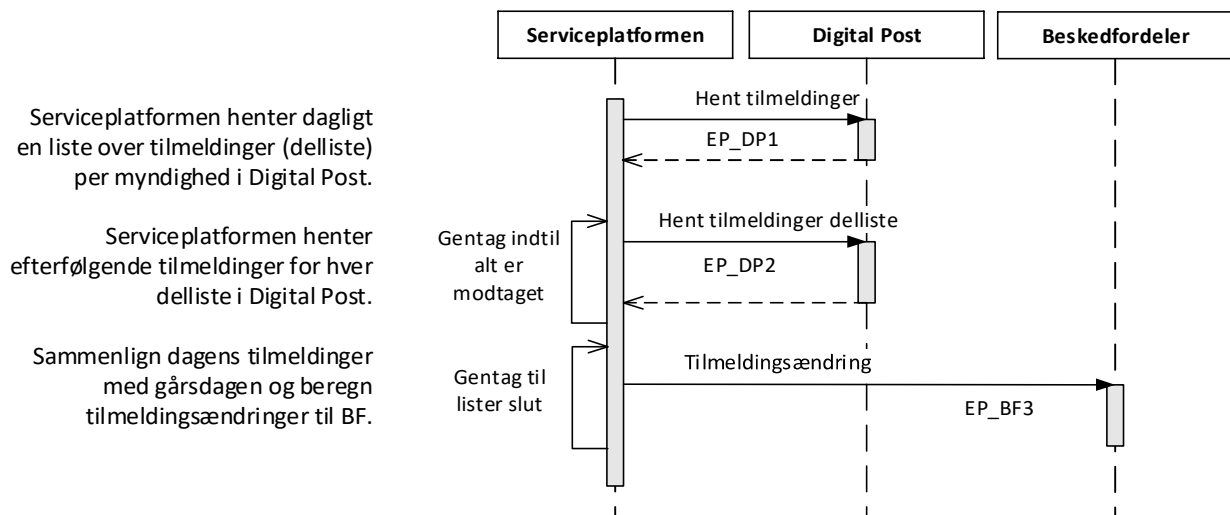 Serviceplatformen
Digital Post
Beskedfordeler
Serviceplatformen henter dagligt
en liste over tilmeldinger (delliste)
per myndighed i Digital Post.
Hent tilmeldinger
EP_DP1
Serviceplatformen henter
efterfølgende tilmeldinger for hver
delliste i Digital Post.
Gentag indtil
alt er
modtaget
Hent tilmeldinger delliste
EP_DP2
Sammenlign dagens tilmeldinger
med gårsdagen og beregn
tilmeldingsændringer til BF.
Gentag til
lister slut
Tilmeldingsændring
EP_BF3